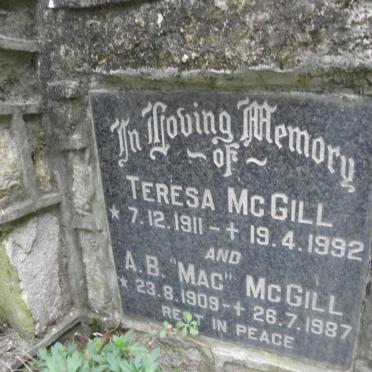 In Loving Memory
~ of ~
TERESA MCGILL
★ 7.12.1911 - ✝ 19.4.1992
AND
A.B. "MAC" MCGILL
★ 23.8.1909 - ✝ 26.7.1987
REST IN PEACE